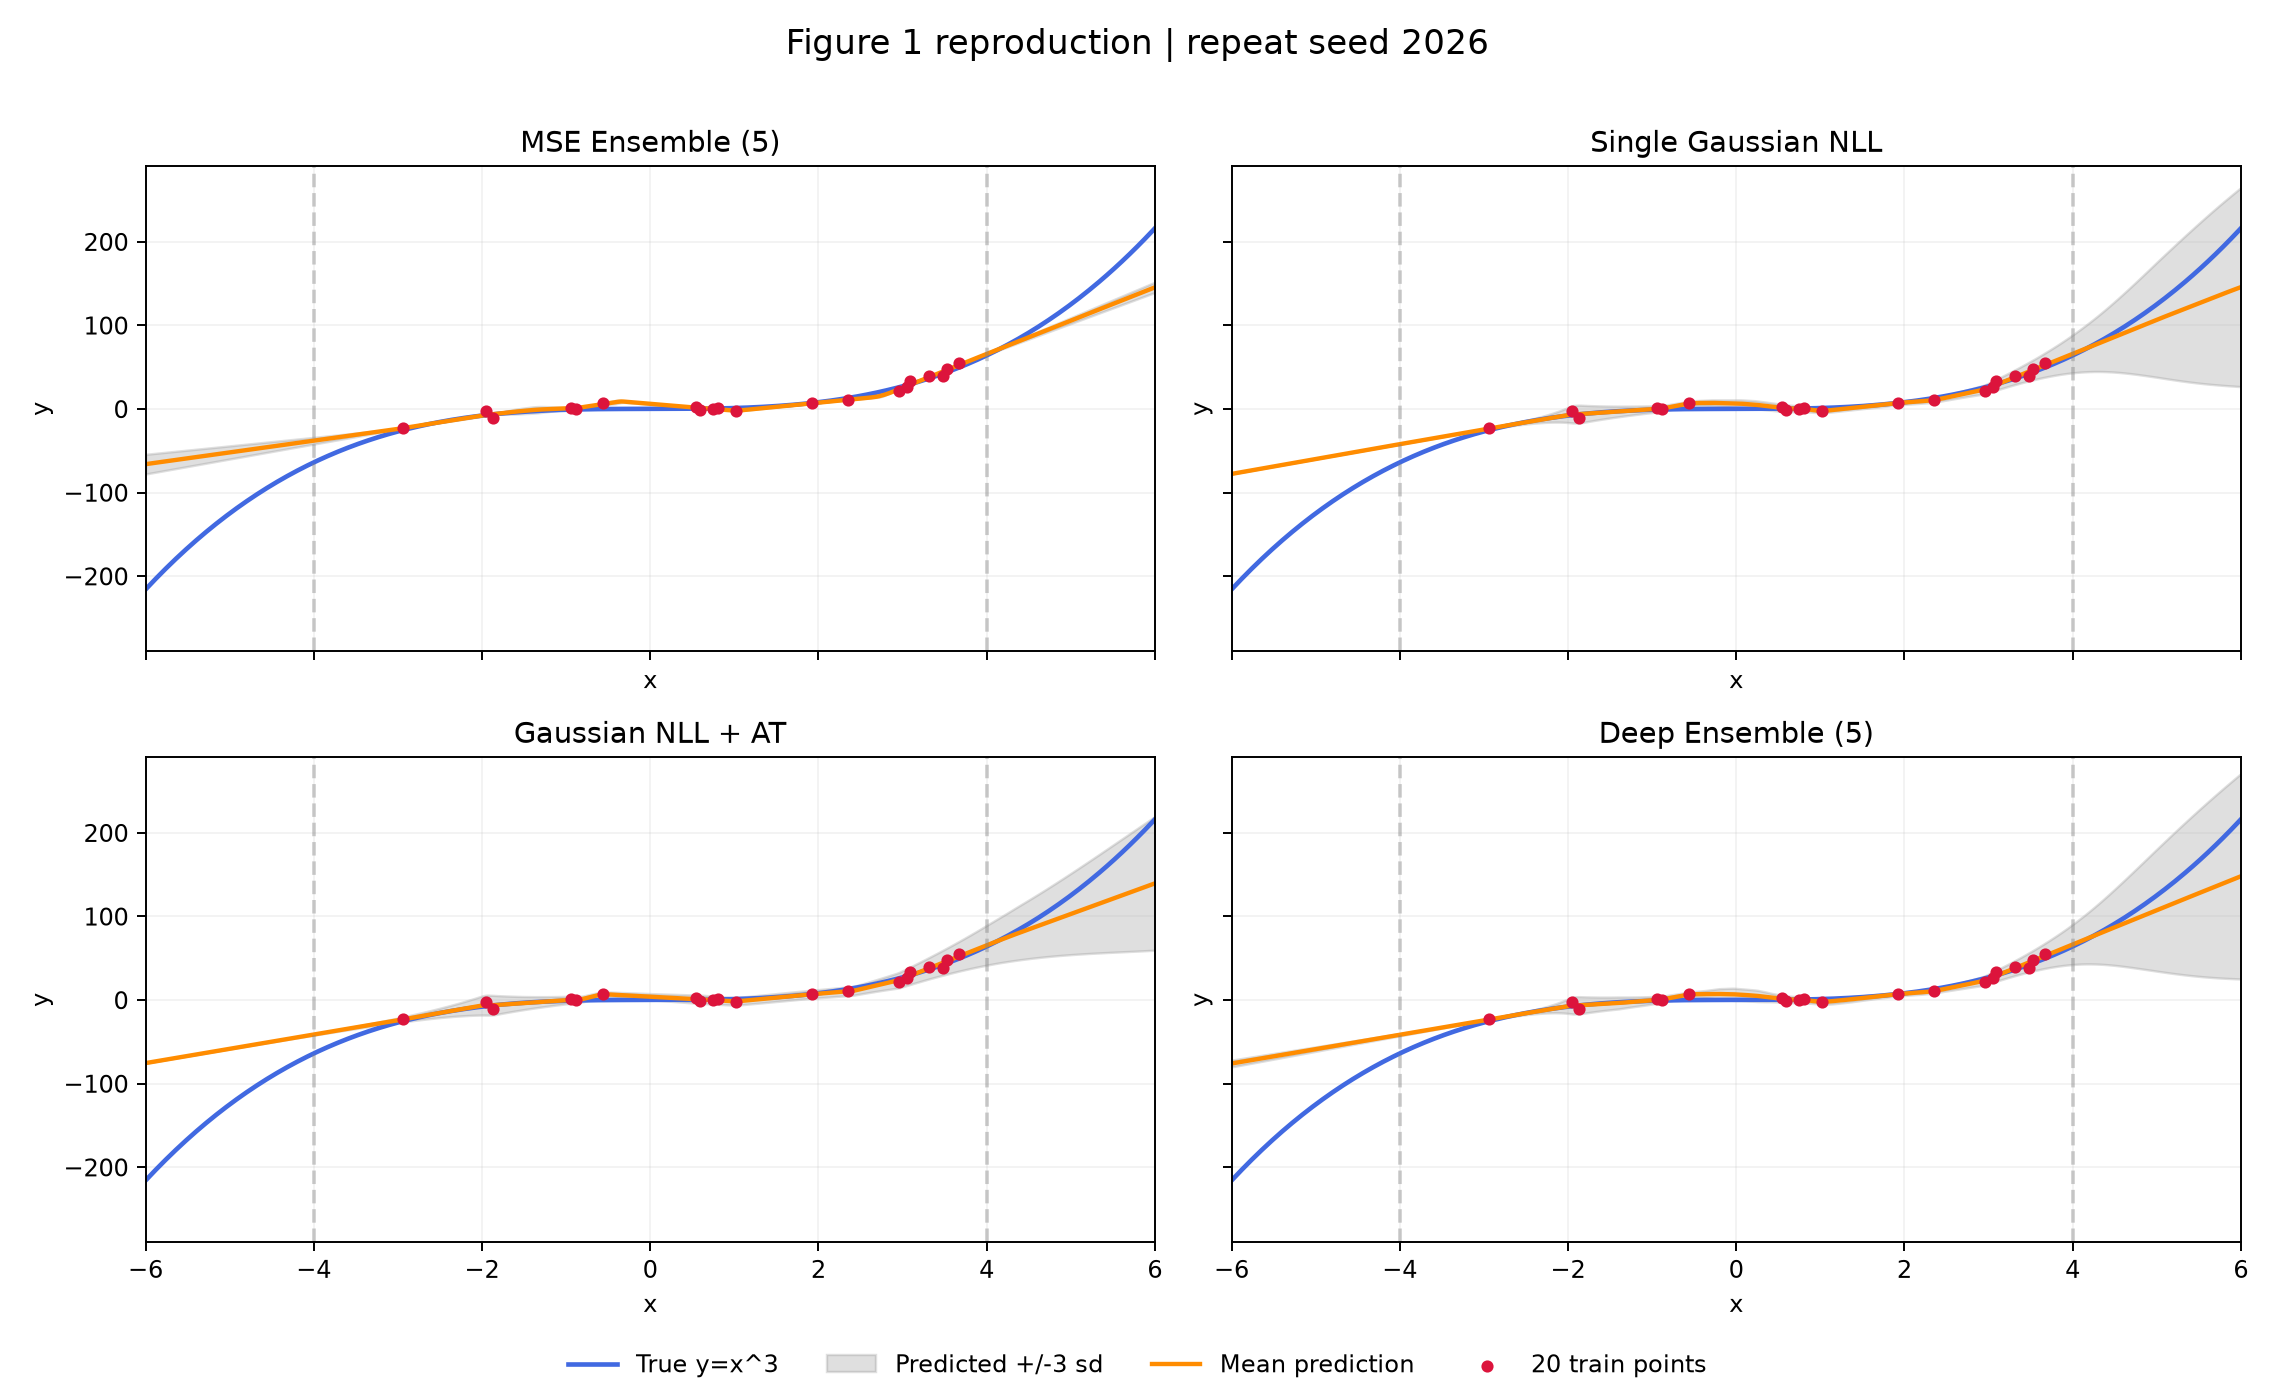 Figure 1 reproduction | repeat seed 2026
MSE Ensemble (5)
200
100
0
−100
−200
y
x
Single Gaussian NLL
y
x
Gaussian NLL + AT
200
100
0
−100
−200
y
−6 −4 −2 0 2 4 6
x
Deep Ensemble (5)
y
−6 −4 −2 0 2 4 6
x
True y=x^3 Predicted +/-3 sd Mean prediction 20 train points